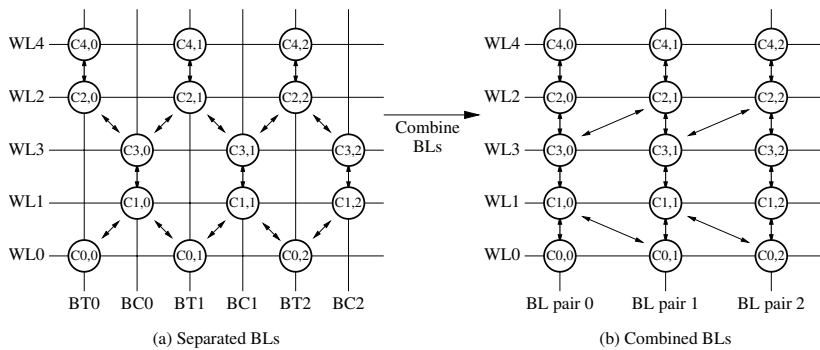 WL4 C4,0 C4,1 C4,2
WL2 C2,0 C2,1 C2,2
WL3 C3,0 C3,1 C3,2
WL1 C1,0 C1,1 C1,2
WL0 C0,0 C0,1 C0,2
BT0 BC0 BT1 BC1 BT2 BC2
(a) Separated BLs
Combine
BLs
WL4 C4,0 C4,1 C4,2
WL2 C2,0 C2,1 C2,2
WL3 C3,0 C3,1 C3,2
WL1 C1,0 C1,1 C1,2
WL0 C0,0 C0,1 C0,2
BL pair 0 BL pair 1 BL pair 2
(b) Combined BLs